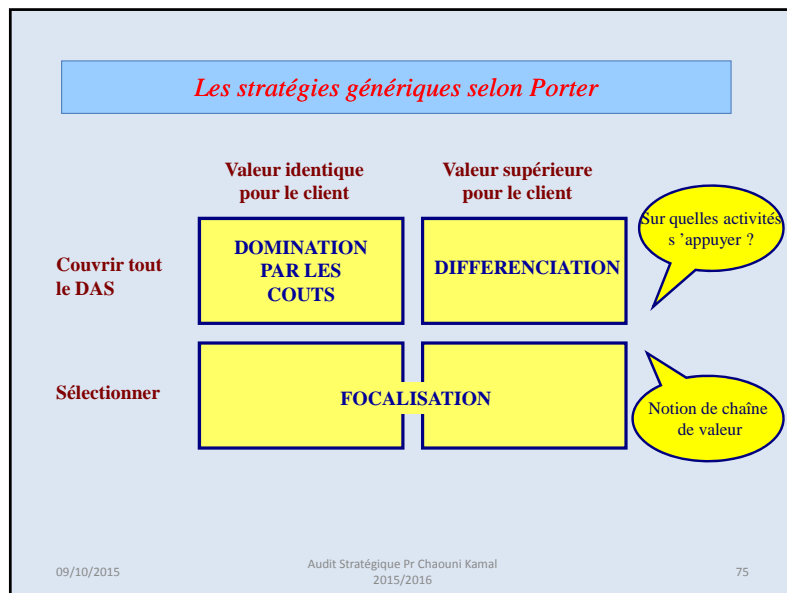 Les stratégies génériques selon Porter
Valeur identique
pour le client
Valeur supérieure
pour le client
Sur quelles activités
s ’appuyer ?
Couvrir tout
le DAS
DOMINATION
PAR LES
COUTS
DIFFERENCIATION
Sélectionner
FOCALISATION
Notion de chaîne
de valeur
09/10/2015
Audit Stratégique Pr Chaouni Kamal
2015/2016
75